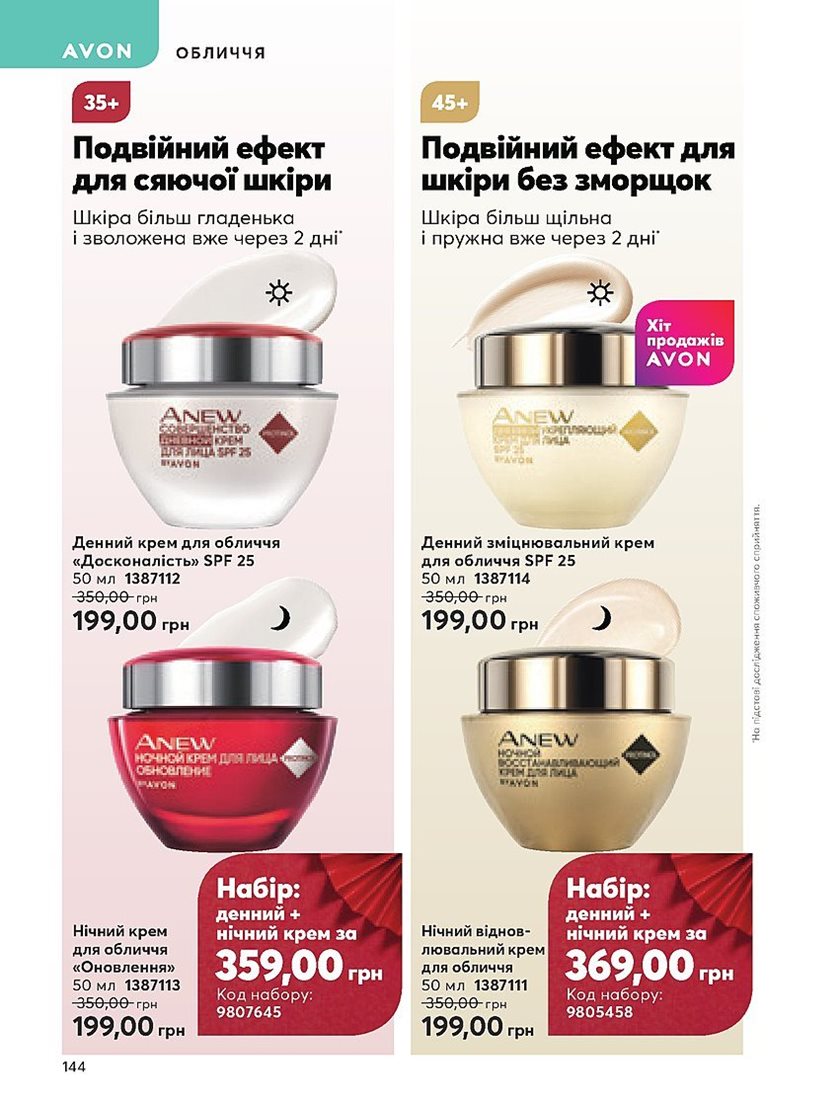 AVON
ОБЛИЧЧЯ
35+
Подвійний ефект
для сяючої шкіри
Шкіра більш гладенька
і зволожена вже через 2 дні*
ANEW
СОВЕРШЕНСТВО
ДНЕВНОЙ КРЕМ
ДЛЯ ЛИЦА SPF 25
BY AVON
PROTINOL
Денний крем для обличчя
«Досконалість» SPF 25
50 мл 1387112
350,00 грн
199,00 грн
ANEW
НОЧНОЙ КРЕМ ДЛЯ ЛИЦА
ОБНОВЛЕНИЕ
BY AVON
PROTINOL
Нічний крем
для обличчя
«Оновлення»
50 мл 1387113
350,00 грн
199,00 грн
Набір:
денний +
нічний крем за
359,00 грн
Код набору:
9807645
45+
Подвійний ефект для
шкіри без зморщок
Шкіра більш щільна
і пружна вже через 2 дні*
Хіт
продажів
AVON
ANEW
ДНЕВНОЙ УКРЕПЛЯЮЩИЙ
КРЕМ ДЛЯ ЛИЦА
SPF 25
BY AVON
PROTINOL
Денний зміцнювальний крем
для обличчя SPF 25
50 мл 1387114
350,00 грн
199,00 грн
ANEW
НОЧНОЙ
ВОССТАНАВЛИВАЮЩИЙ
КРЕМ ДЛЯ ЛИЦА
BY AVON
PROTINOL
Нічний віднов-
лювальний крем
для обличчя
50 мл 1387111
350,00 грн
199,00 грн
Набір:
денний +
нічний крем за
369,00 грн
Код набору:
9805458
*На підстові дослідження споживчого сприйняття.
144